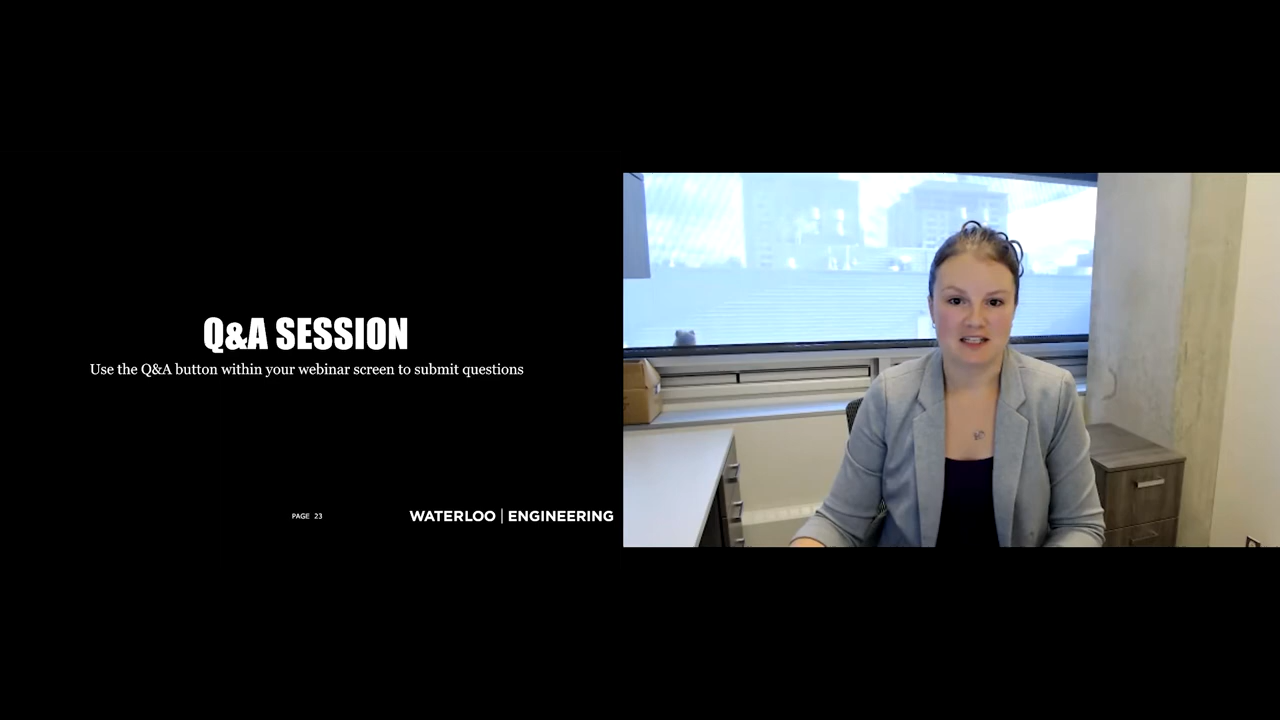 Q&A SESSION
Use the Q&A button within your webinar screen to submit questions
PAGE 23
WATERLOO | ENGINEERING